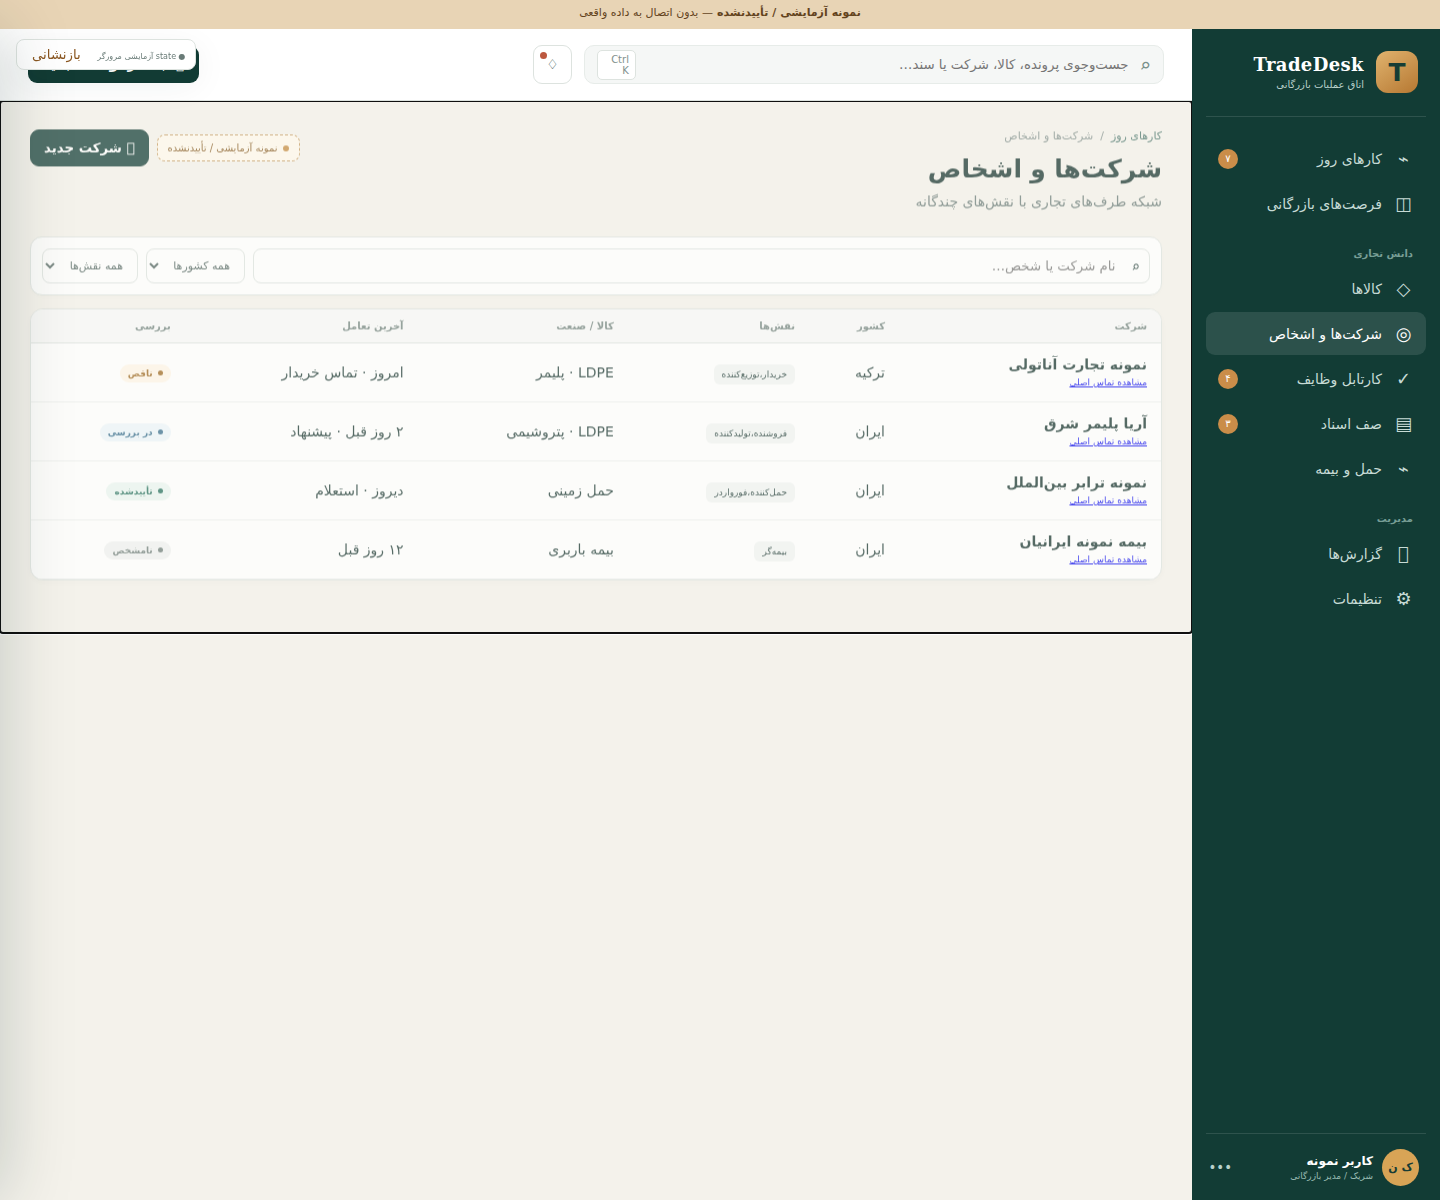 نمونه آزمایشی / تأییدنشده — بدون اتصال به داده واقعی
T
TradeDesk
اتاق عملیات بازرگانی
جست‌وجوی پرونده، کالا، شرکت یا سند...
Ctrl K
state آزمایشی مرورگر
بازنشانی
کارهای روز
۷
فرصت‌های بازرگانی
دانش تجاری
کالاها
شرکت‌ها و اشخاص
کارتابل وظایف
۴
صف اسناد
۳
حمل و بیمه
مدیریت
گزارش‌ها
تنظیمات
ک ن
کاربر نمونه
شریک / مدیر بازرگانی
کارهای روز / شرکت‌ها و اشخاص
شرکت‌ها و اشخاص
شبکه طرف‌های تجاری با نقش‌های چندگانه
نمونه آزمایشی / تأییدنشده
شرکت جدید
نام شرکت یا شخص...
همه کشورها
همه نقش‌ها
شرکت کشور نقش‌ها کالا / صنعت آخرین تعامل بررسی
نمونه تجارت آناتولی ترکیه خریدار،توزیع‌کننده LDPE · پلیمر امروز · تماس خریدار ناقص
مشاهده تماس اصلی
آریا پلیمر شرق ایران فروشنده،تولیدکننده LDPE · پتروشیمی ۲ روز قبل · پیشنهاد در بررسی
مشاهده تماس اصلی
نمونه ترابر بین‌الملل ایران حمل‌کننده،فورواردر حمل زمینی دیروز · استعلام تأییدشده
مشاهده تماس اصلی
بیمه نمونه ایرانیان ایران بیمه‌گر بیمه باربری ۱۲ روز قبل نامشخص
مشاهده تماس اصلی